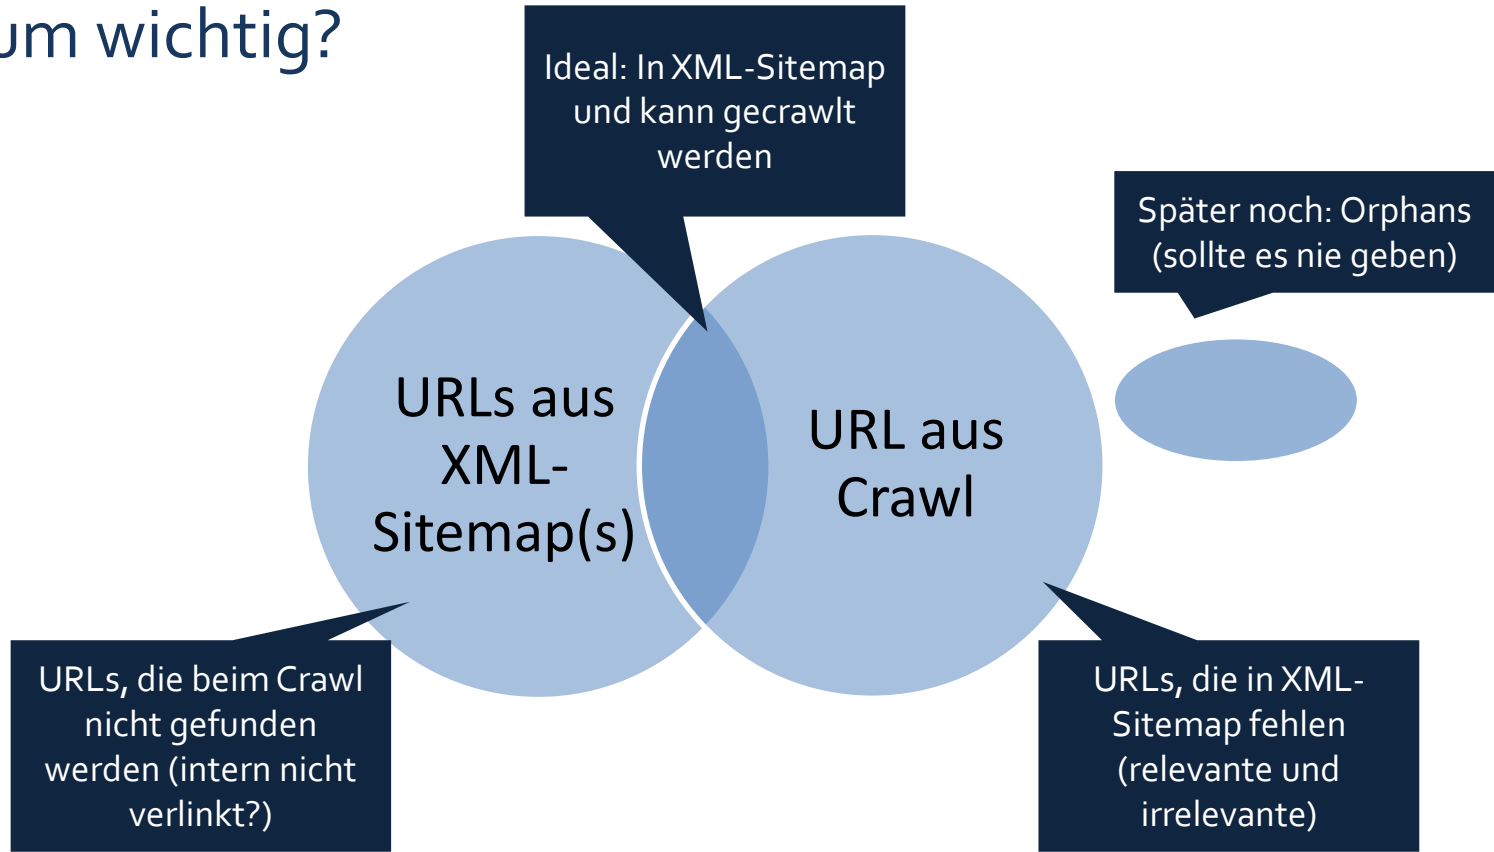 um wichtig?
Ideal: In XML-Sitemap
und kann gecrawlt
werden
Später noch: Orphans
(sollte es nie geben)
URLs aus
XML-
Sitemap(s)
URL aus
Crawl
URLs, die beim Crawl
nicht gefunden
werden (intern nicht
verlinkt?)
URLs, die in XML-
Sitemap fehlen
(relevante und
irrelevante)